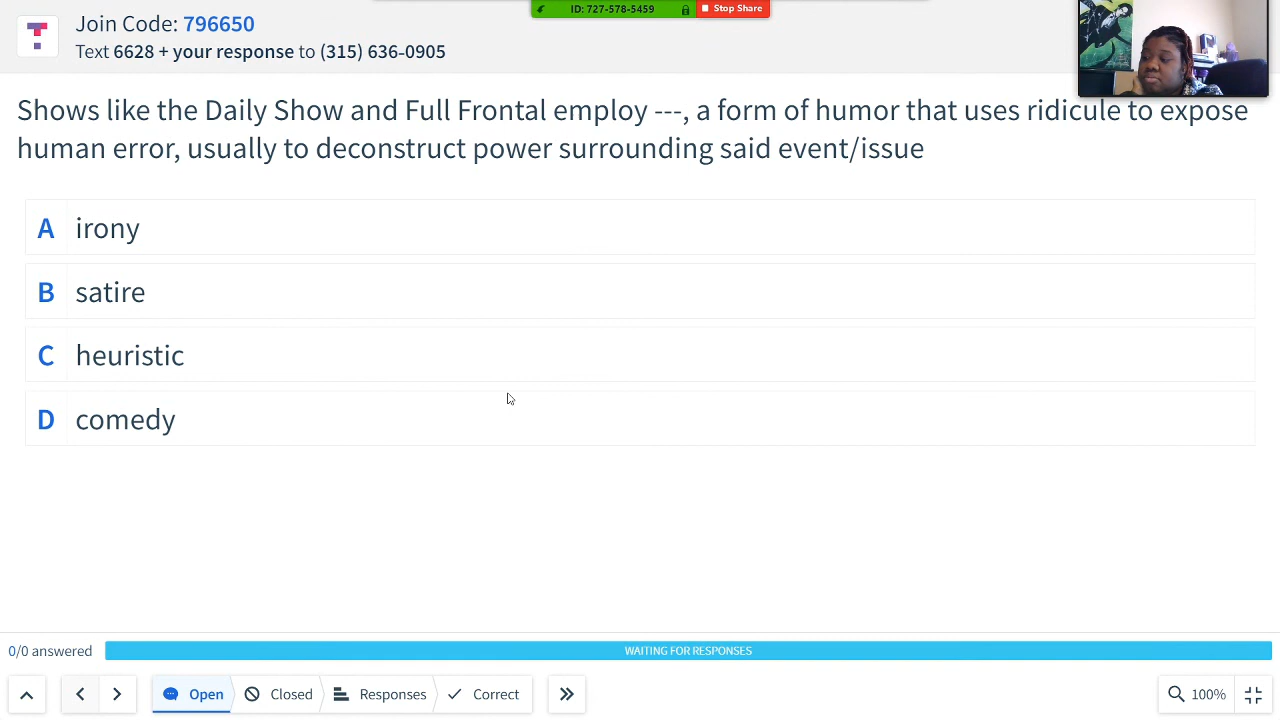 Join Code: 796650
Text 6628 + your response to (315) 636-0905
ID: 727-578-5459
Stop Share
Shows like the Daily Show and Full Frontal employ ---, a form of humor that uses ridicule to expose
human error, usually to deconstruct power surrounding said event/issue
A irony
B satire
C heuristic
D comedy
0/0 answered
WAITING FOR RESPONSES
Open
Closed
Responses
Correct
100%